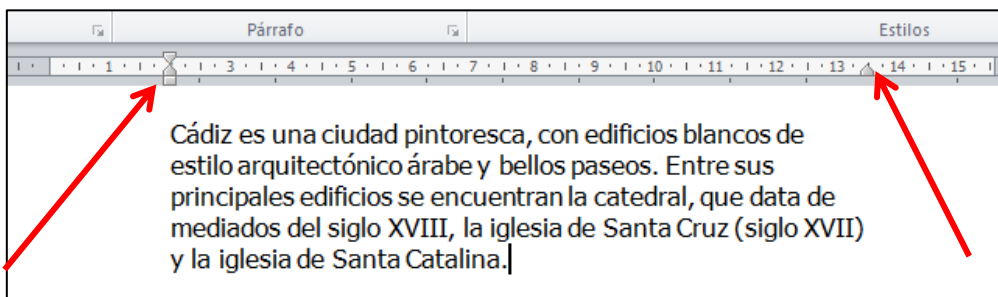 Párrafo Estilos
1 3 4 5 6 7 8 9 10 11 12 13 14 15
Cádiz es una ciudad pintoresca, con edificios blancos de
estilo arquitectónico árabe y bellos paseos. Entre sus
principales edificios se encuentran la catedral, que data de
mediados del siglo XVIII, la iglesia de Santa Cruz (siglo XVII)
y la iglesia de Santa Catalina.